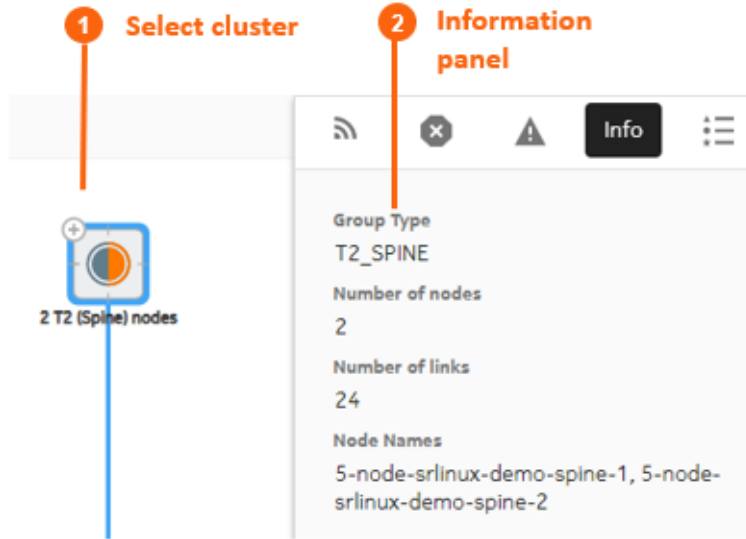 1 Select cluster
2 Information
panel
Info
Group Type
T2_SPINE
Number of nodes
2
2 T2 (Spine) nodes
Number of links
24
Node Names
5-node-srlinux-demo-spine-1, 5-node-
srlinux-demo-spine-2